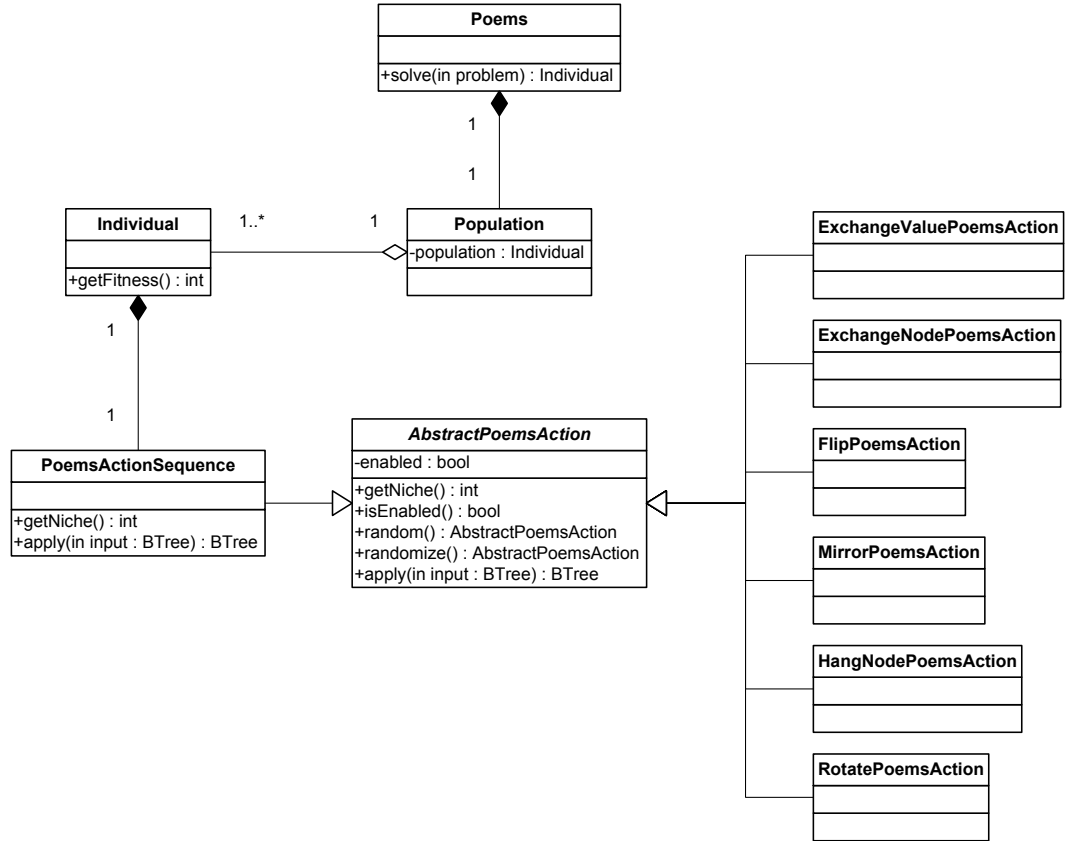 Poems
+solve(in problem) : Individual
1
1
Individual
+getFitness() : int
1..*
1
Population
-population : Individual
1
1
PoemsActionSequence
+getNiche() : int
+apply(in input : BTree) : BTree
AbstractPoemsAction
-enabled : bool
+getNiche() : int
+isEnabled() : bool
+random() : AbstractPoemsAction
+randomize() : AbstractPoemsAction
+apply(in input : BTree) : BTree
ExchangeValuePoemsAction
ExchangeNodePoemsAction
FlipPoemsAction
MirrorPoemsAction
HangNodePoemsAction
RotatePoemsAction